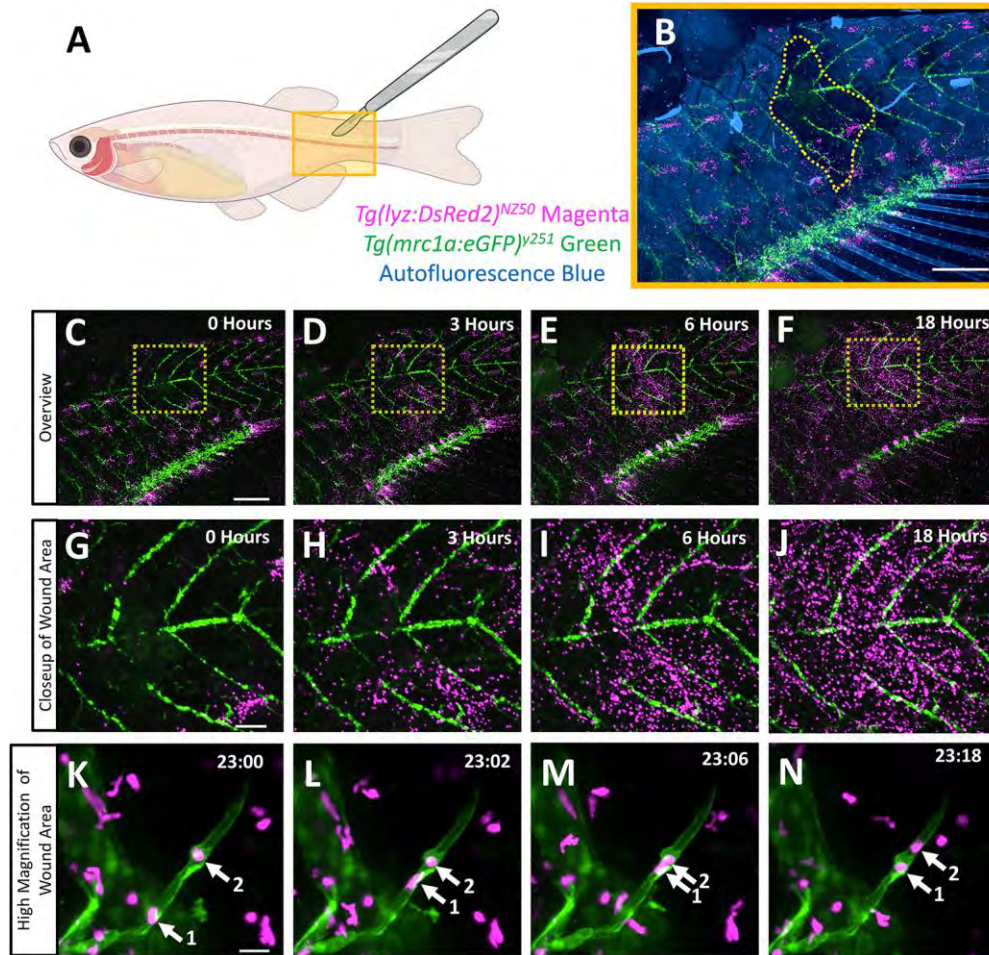 A
B
Tg(lyz:DsRed2)^NZ50 Magenta
Tg(mrc1a:eGFP)^y251 Green
Autofluorescence Blue
Overview
C
0 Hours
D
3 Hours
E
6 Hours
F
18 Hours
Closeup of Wound Area
G
0 Hours
H
3 Hours
I
6 Hours
J
18 Hours
High Magnification of
Wound Area
K
23:00
2
1
L
23:02
2
1
M
23:06
2
1
N
23:18
2
1